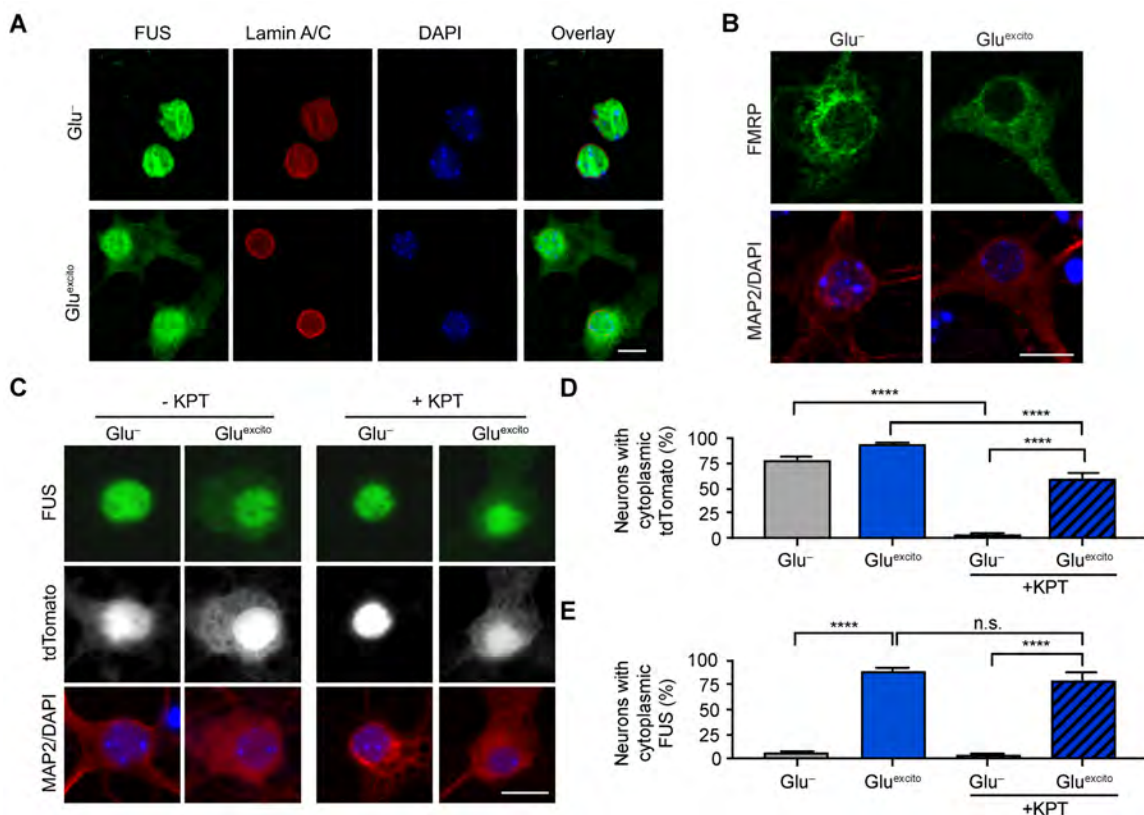 A
FUS Lamin A/C DAPI Overlay
Glu⁻
Glu^excito
B
Glu⁻ Glu^excito
FMRP
MAP2/DAPI
C
- KPT + KPT
Glu⁻ Glu^excito Glu⁻ Glu^excito
FUS
tdTomato
MAP2/DAPI
D
****
****
****
Neurons with
cytoplasmic
tdTomato (%)
100
75
50
25
0
Glu⁻ Glu^excito Glu⁻ Glu^excito
+KPT
E
**** n.s.
****
Neurons with
cytoplasmic
FUS (%)
100
75
50
25
0
Glu⁻ Glu^excito Glu⁻ Glu^excito
+KPT